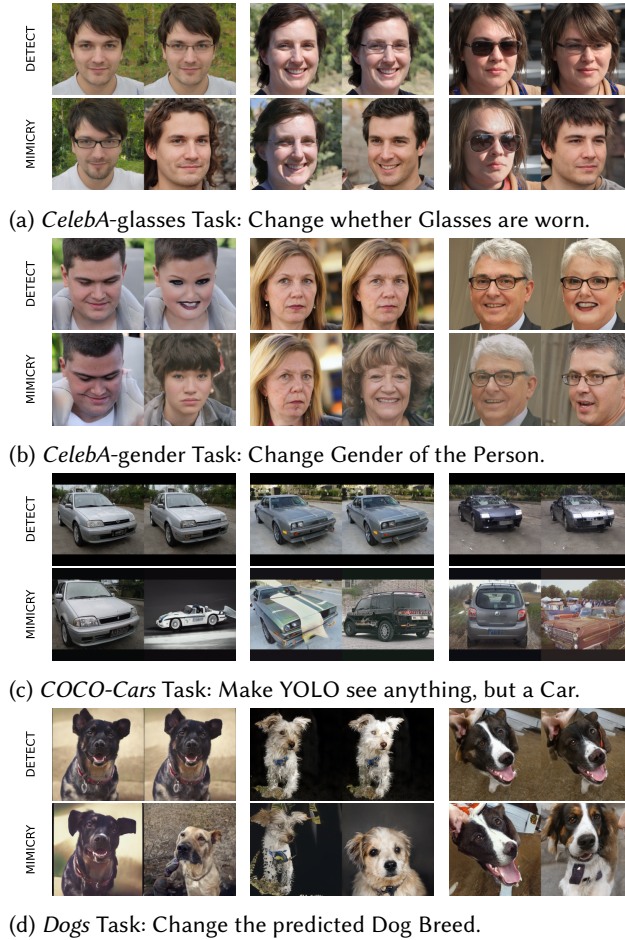 DETECT
MIMICRY
(a) CelebA-glasses Task: Change whether Glasses are worn.
DETECT
MIMICRY
(b) CelebA-gender Task: Change Gender of the Person.
DETECT
MIMICRY
(c) COCO-Cars Task: Make YOLO see anything, but a Car.
DETECT
MIMICRY
(d) Dogs Task: Change the predicted Dog Breed.